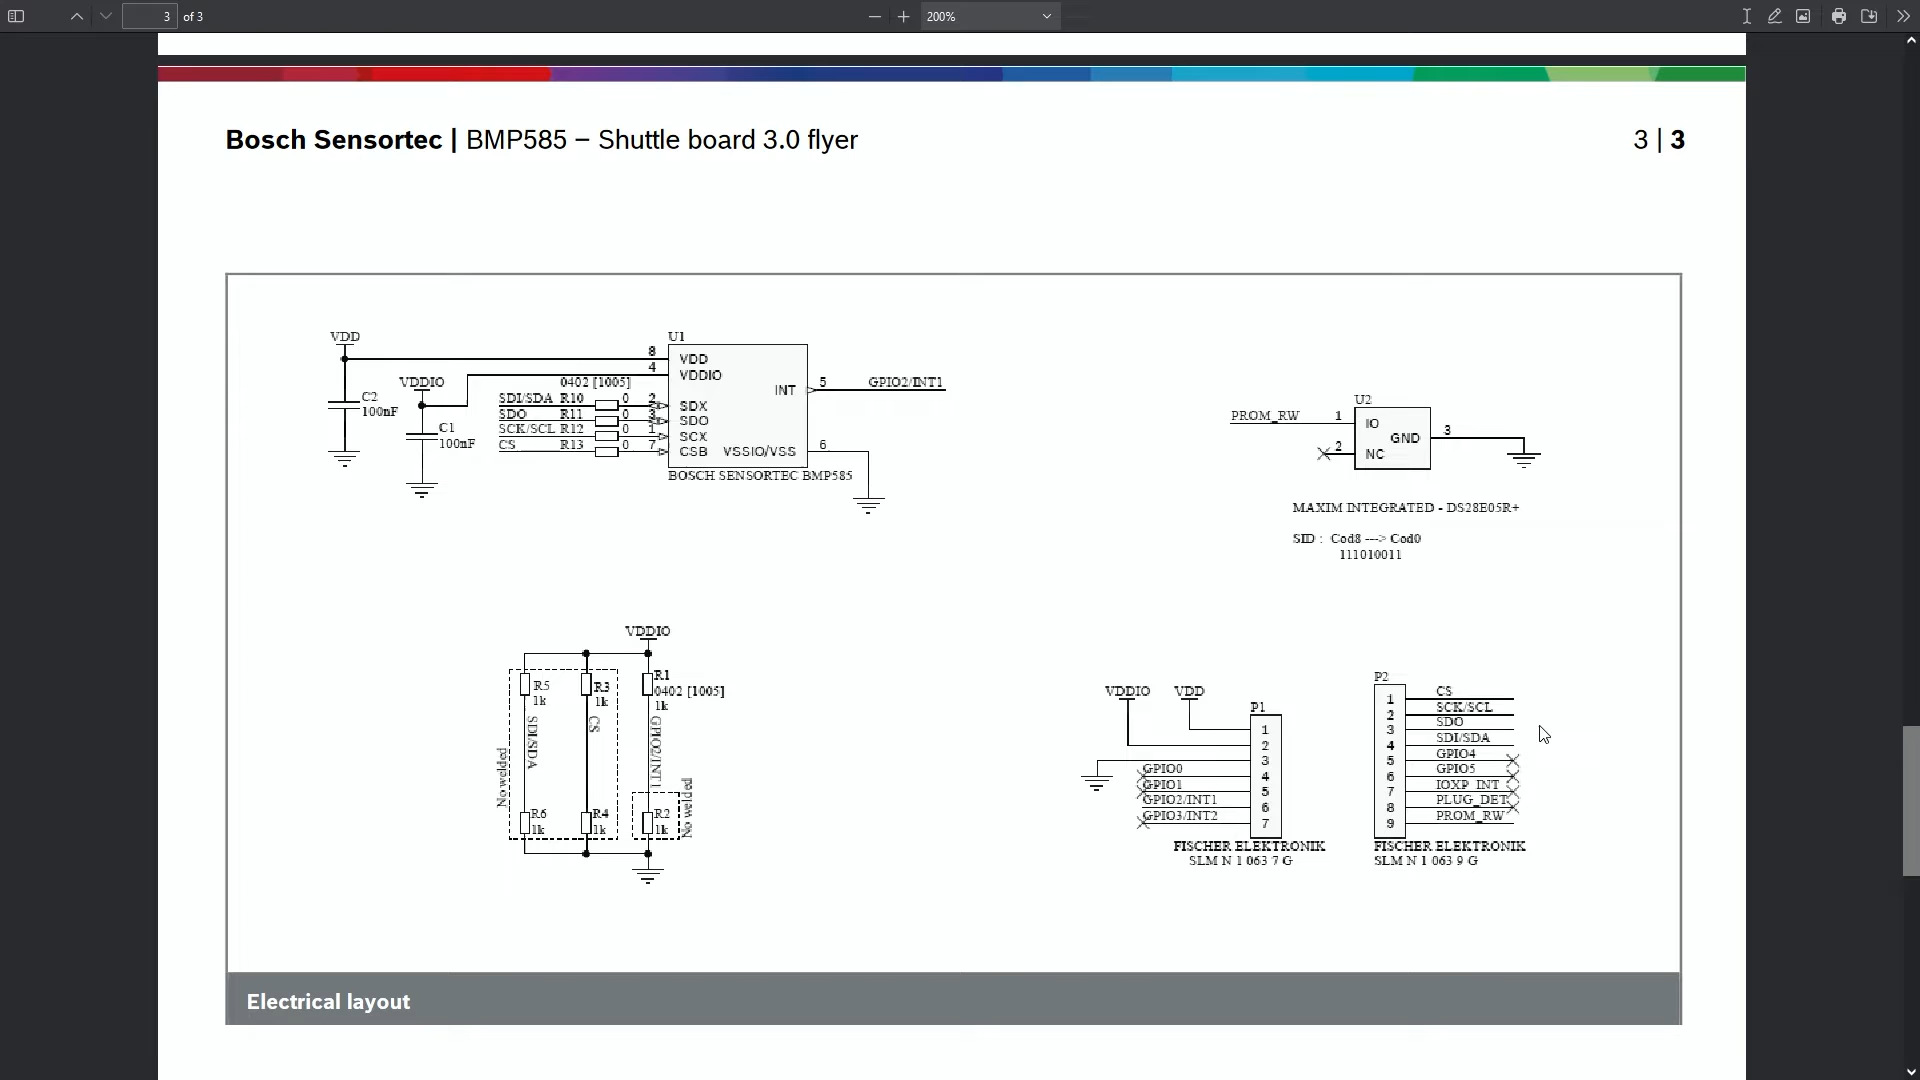 3 of 3
200%
Bosch Sensortec | BMP585 – Shuttle board 3.0 flyer
3 | 3
VDD
C2
100nF
VDDIO
C1
100nF
U1
8 VDD
4 VDDIO
0402 [1005]
SDI/SDA R10 0 2 SDX
SDO R11 0 3 SDO
SCK/SCL R12 0 1 SCX
CS R13 0 7 CSB
INT 5 GPIO2/INT1
VSSIO/VSS 6
BOSCH SENSORTEC BMP585
U2
PROM_RW 1 IO
GND 3
2 NC
MAXIM INTEGRATED - DS28E05R+
SID : Cod8 ---> Cod0
111010011
VDDIO
R5
1k
R3
1k
R1
0402 [1005]
1k
SDI/SDA
CS
GPIO2/INT1
No welded
R6
1k
R4
1k
R2
1k
No welded
VDDIO VDD
P1
1
2
3
GPIO0 4
GPIO1 5
GPIO2/INT1 6
GPIO3/INT2 7
FISCHER ELEKTRONIK
SLM N 1 063 7 G
P2
1 CS
2 SCK/SCL
3 SDO
4 SDI/SDA
5 GPIO4
6 GPIO5
7 IOXP_INT
8 PLUG_DET
9 PROM_RW
FISCHER ELEKTRONIK
SLM N 1 063 9 G
Electrical layout